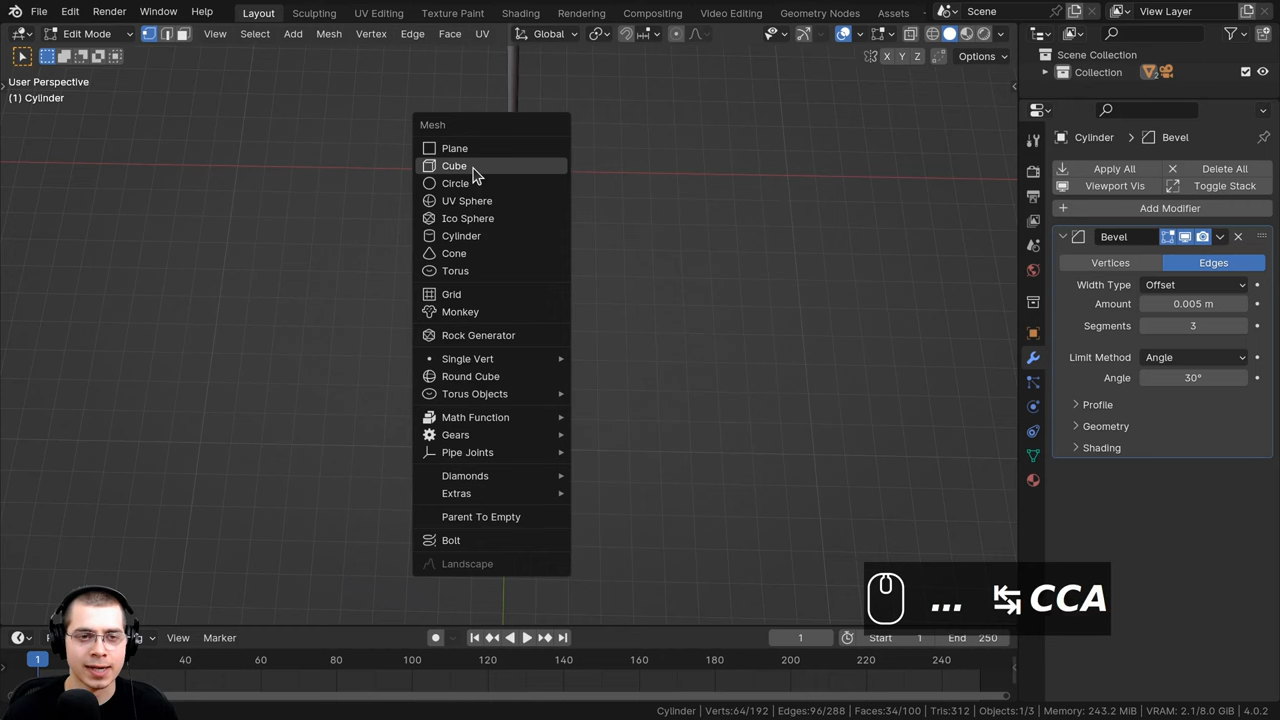 File Edit Render Window Help Layout Sculpting UV Editing Texture Paint Shading Rendering Compositing Video Editing Geometry Nodes Assets Scene View Layer
Edit Mode View Select Add Mesh Vertex Edge Face UV Global
X Y Z Options
User Perspective
(1) Cylinder
Mesh
Plane
Cube
Circle
UV Sphere
Ico Sphere
Cylinder
Cone
Torus
Grid
Monkey
Rock Generator
Single Vert
Round Cube
Torus Objects
Math Function
Gears
Pipe Joints
Diamonds
Extras
Parent To Empty
Bolt
Landscape
Scene Collection
Collection 2
Cylinder Bevel
Apply All Delete All
Viewport Vis Toggle Stack
Add Modifier
Bevel
Vertices Edges
Width Type Offset
Amount 0.005 m
Segments 3
Limit Method Angle
Angle 30°
Profile
Geometry
Shading
... CCA
View Marker 1 Start 1 End 250
1 40 60 80 100 120 140 160 180 200 220 240
Cylinder | Verts:64/192 | Edges:96/288 | Faces:34/100 | Tris:312 | Objects:1/3 | Memory: 243.2 MiB | VRAM: 2.1/8.0 GiB | 4.0.2